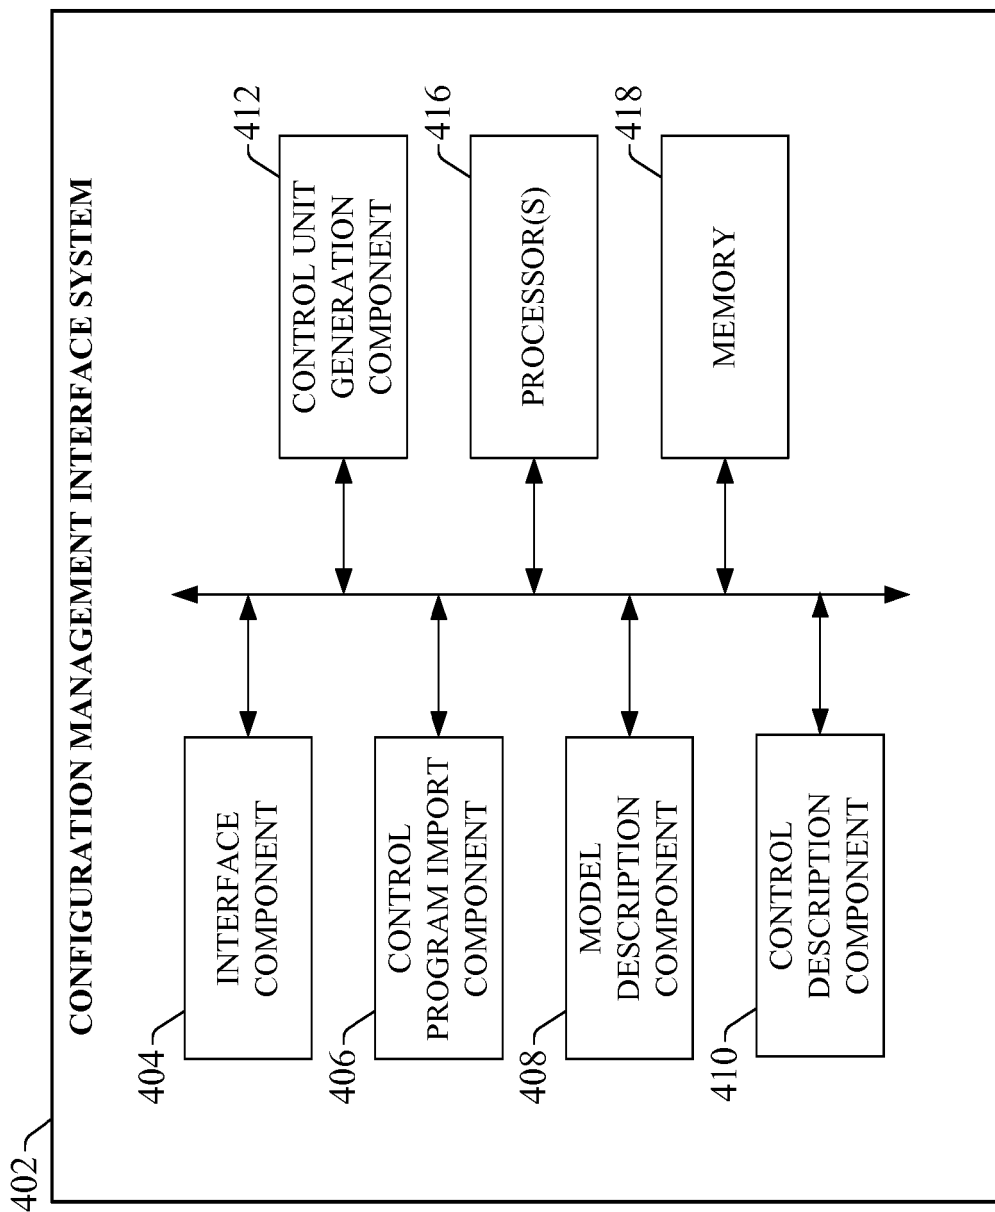 402
CONFIGURATION MANAGEMENT INTERFACE SYSTEM
404
INTERFACE
COMPONENT
406
CONTROL
PROGRAM IMPORT
COMPONENT
408
MODEL
DESCRIPTION
COMPONENT
410
CONTROL
DESCRIPTION
COMPONENT
412
CONTROL UNIT
GENERATION
COMPONENT
416
PROCESSOR(S)
418
MEMORY